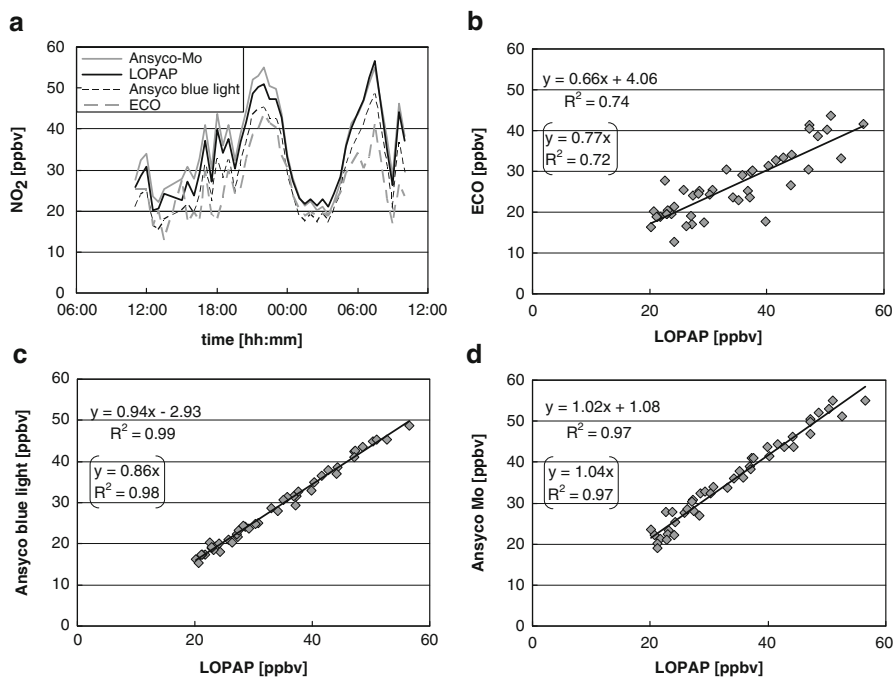 a
NO2 [ppbv]
60
50
40
30
20
10
0
Ansyco-Mo
LOPAP
Ansyco blue light
ECO
06:00 12:00 18:00 00:00 06:00 12:00
time [hh:mm]
b
ECO [ppbv]
60
50
40
30
20
10
0
y = 0.66x + 4.06
R2 = 0.74
y = 0.77x
R2 = 0.72
0 20 40 60
LOPAP [ppbv]
c
Ansyco blue light [ppbv]
60
50
40
30
20
10
0
y = 0.94x - 2.93
R2 = 0.99
y = 0.86x
R2 = 0.98
0 20 40 60
LOPAP [ppbv]
d
Ansyco Mo [ppbv]
60
50
40
30
20
10
0
y = 1.02x + 1.08
R2 = 0.97
y = 1.04x
R2 = 0.97
0 20 40 60
LOPAP [ppbv]